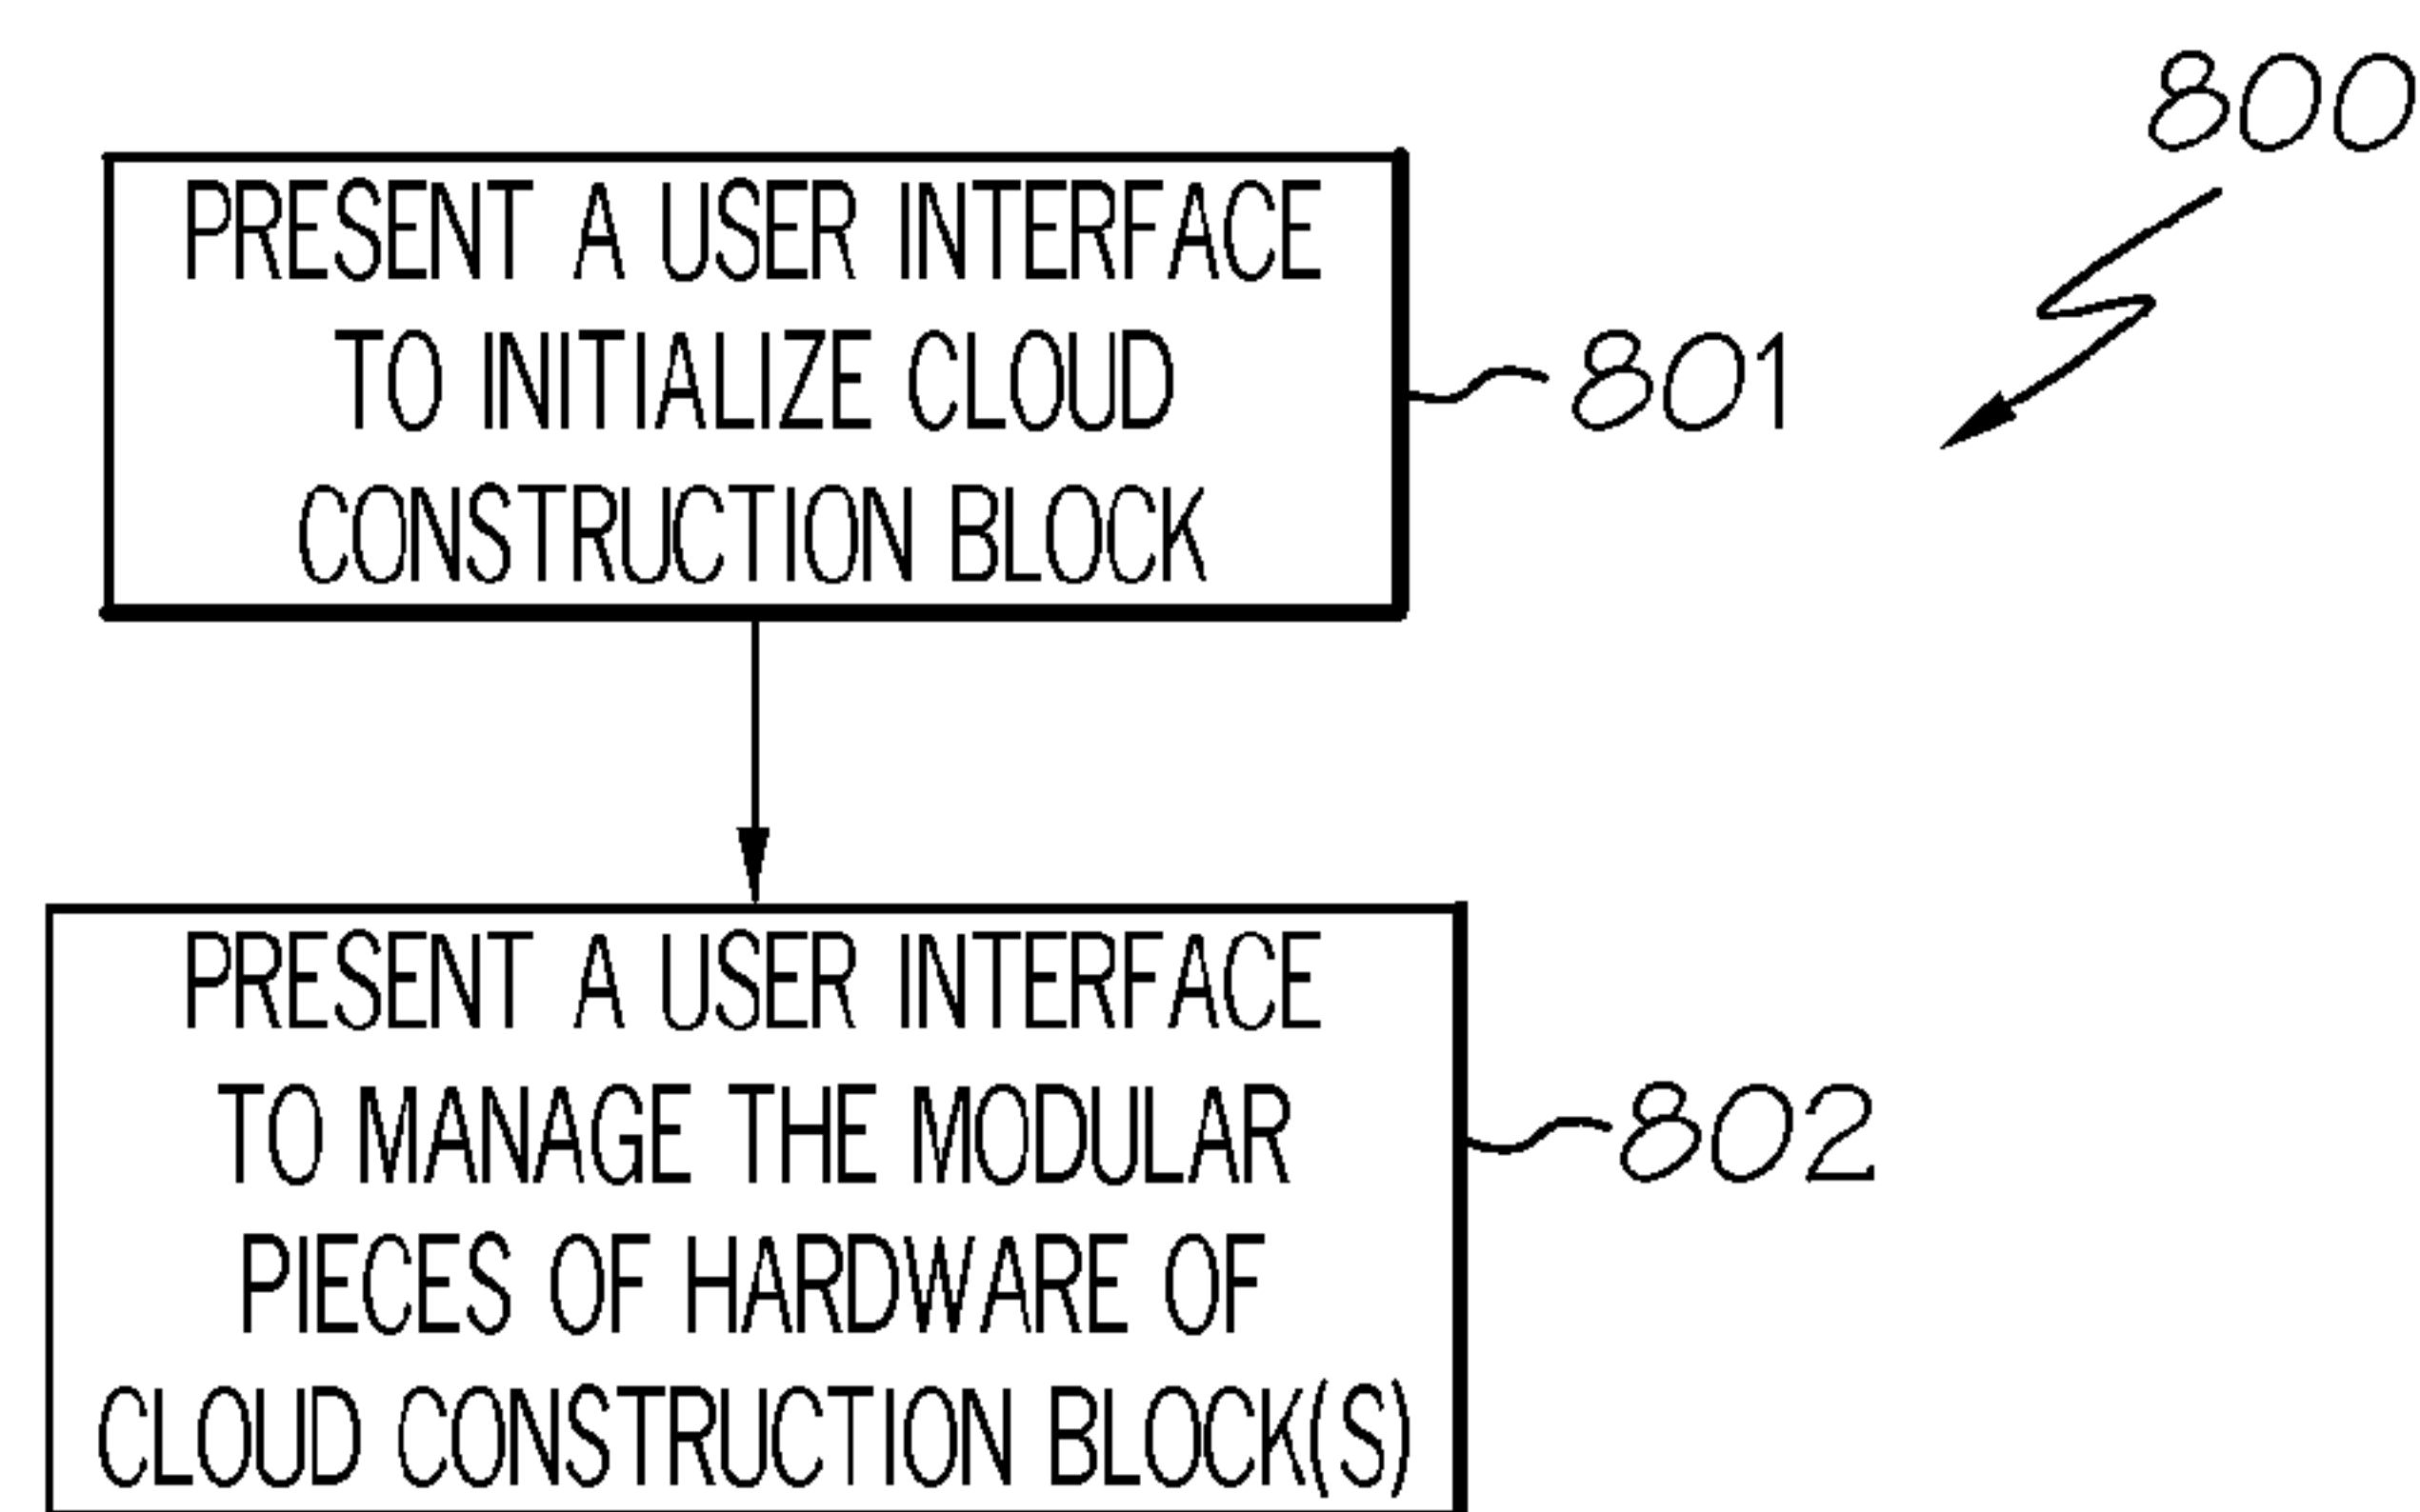 800
PRESENT A USER INTERFACE
TO INITIALIZE CLOUD
CONSTRUCTION BLOCK
801
PRESENT A USER INTERFACE
TO MANAGE THE MODULAR
PIECES OF HARDWARE OF
CLOUD CONSTRUCTION BLOCK(S)
802